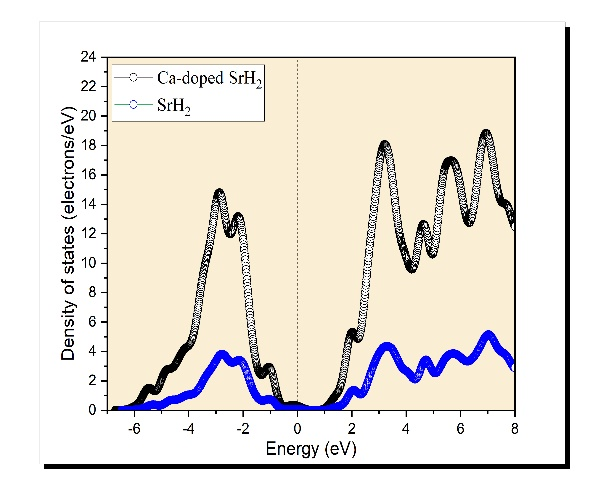 Density of states (electrons/eV)
24
22
20
18
16
14
12
10
8
6
4
2
0
Ca-doped SrH₂
SrH₂
-6 -4 -2 0 2 4 6 8
Energy (eV)